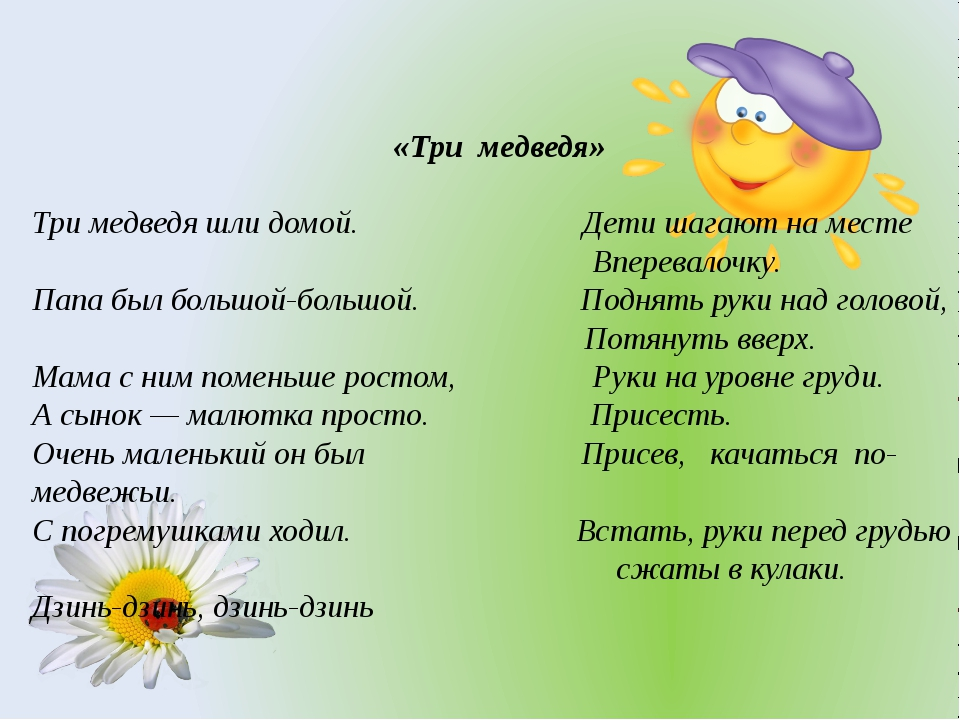 «Три медведя»
Три медведя шли домой. Дети шагают на месте
Вперевалочку.
Папа был большой-большой. Поднять руки над головой,
Потянуть вверх.
Мама с ним поменьше ростом, Руки на уровне груди.
А сынок — малютка просто. Присесть.
Очень маленький он был Присев, качаться по-
медвежьи.
С погремушками ходил. Встать, руки перед грудью
сжаты в кулаки.
Дзинь-дзинь, дзинь-дзинь